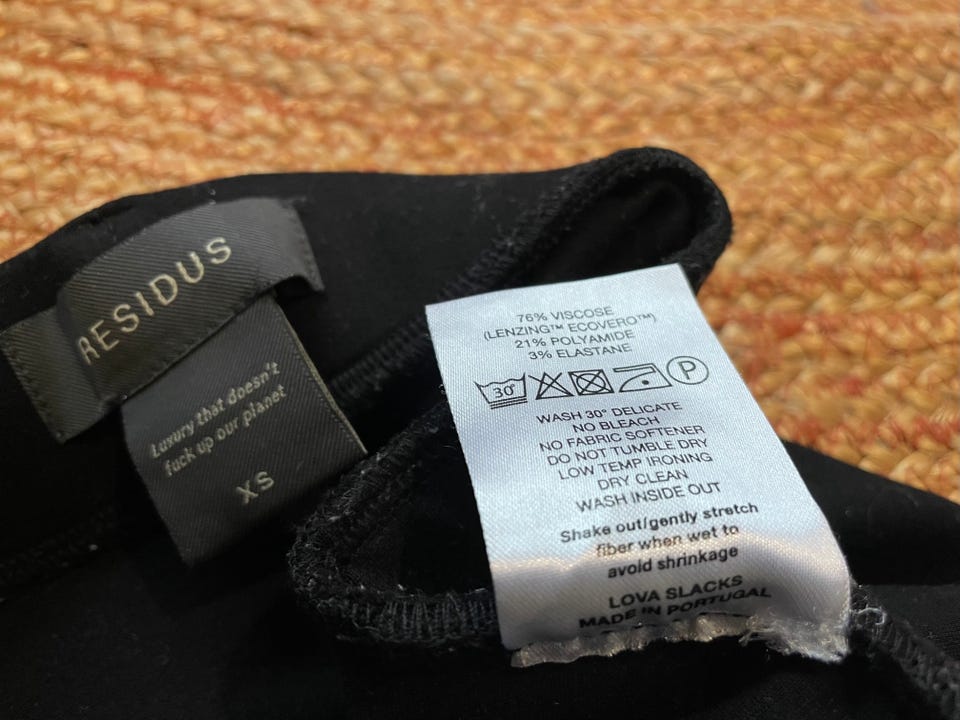 RESIDUS
Luxury that doesn't
fuck up our planet
XS
76% VISCOSE
(LENZING™ ECOVERO™)
21% POLYAMIDE
3% ELASTANE
30°
P
WASH 30° DELICATE
NO BLEACH
NO FABRIC SOFTENER
DO NOT TUMBLE DRY
LOW TEMP IRONING
DRY CLEAN
WASH INSIDE OUT
Shake out/gently stretch
fiber when wet to
avoid shrinkage
LOVA SLACKS
MADE IN PORTUGAL